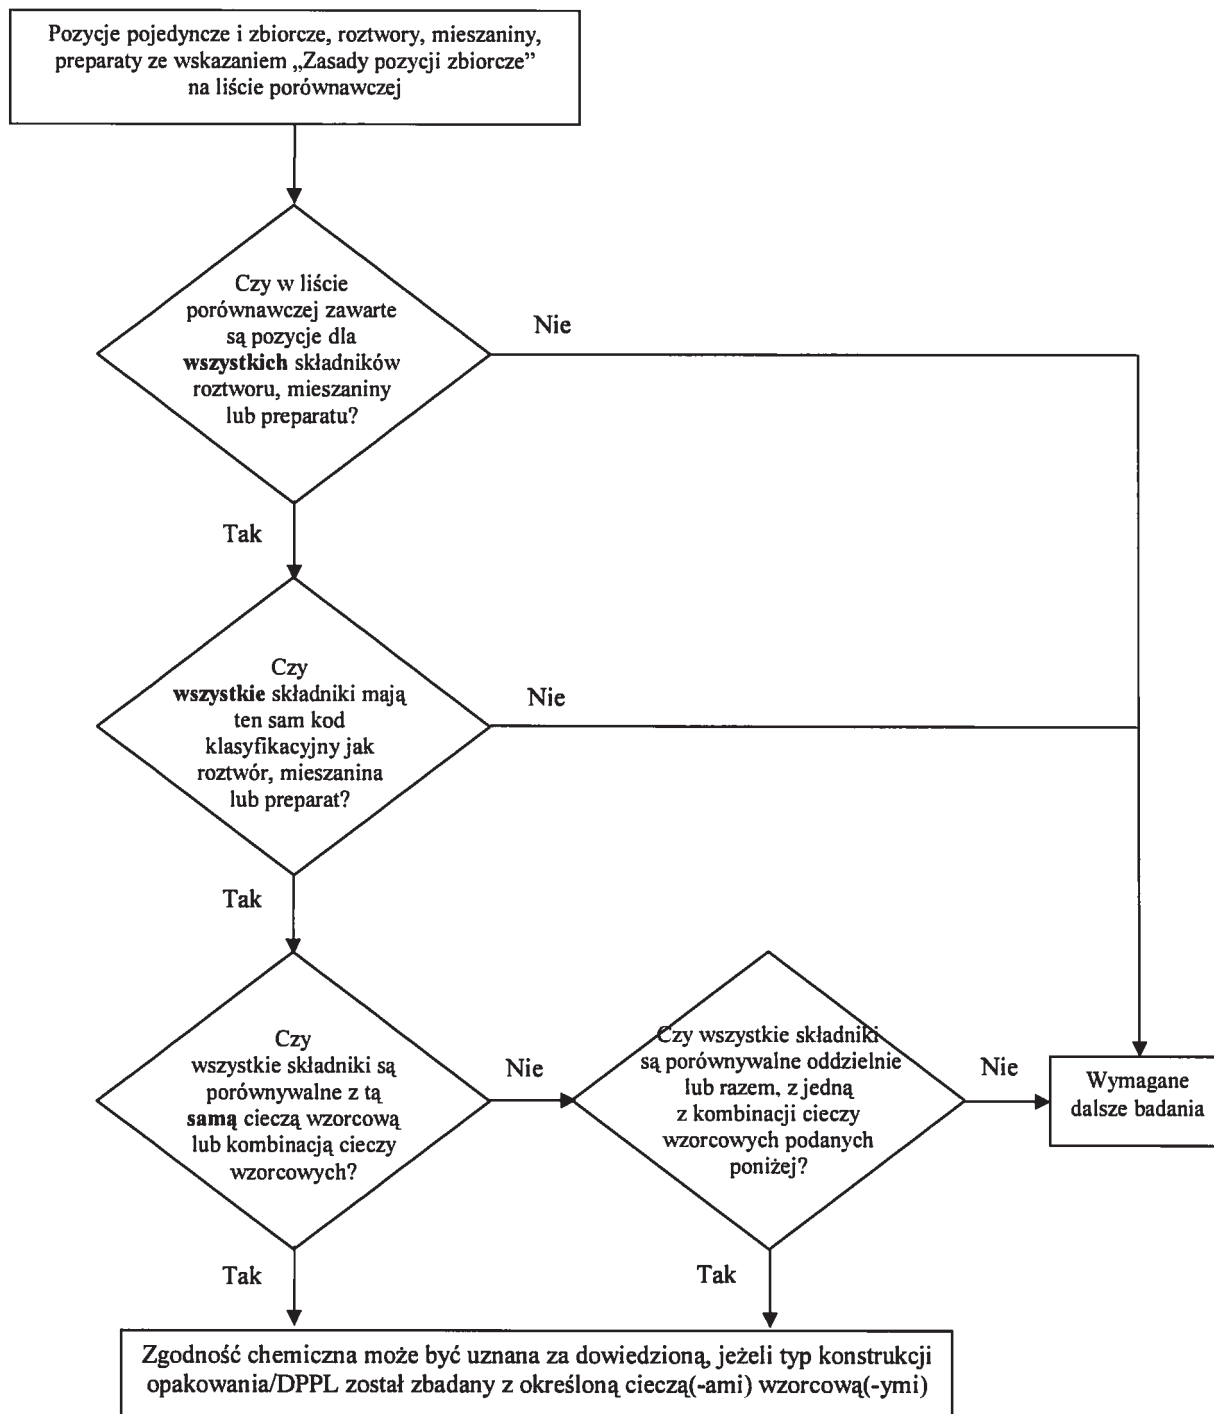 Pozycje pojedyncze i zbiorcze, roztwory, mieszaniny,
preparaty ze wskazaniem „Zasady pozycji zbiorcze”
na liście porównawczej
Czy w liście
porównawczej zawarte
są pozycje dla
wszystkich składników
roztworu, mieszaniny
lub preparatu?
Nie
Tak
Czy
wszystkie składniki mają
ten sam kod
klasyfikacyjny jak
roztwór, mieszanina
lub preparat?
Nie
Tak
Czy
wszystkie składniki są
porównywalne z tą
samą cieczą wzorcową
lub kombinacją cieczy
wzorcowych?
Nie
Czy wszystkie składniki
są porównywalne oddzielnie
lub razem, z jedną
z kombinacji cieczy
wzorcowych podanych
poniżej?
Nie
Wymagane
dalsze badania
Tak
Tak
Zgodność chemiczna może być uznana za dowiedzioną, jeżeli typ konstrukcji
opakowania/DPPL został zbadany z określoną cieczą(-ami) wzorcową(-ymi)